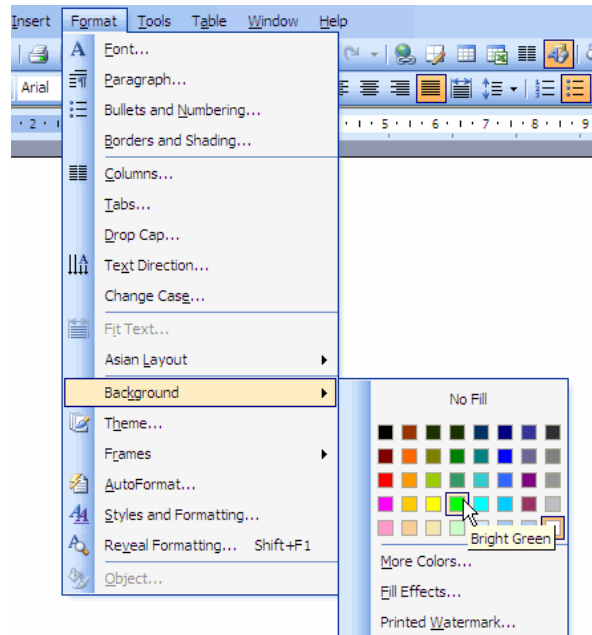 Insert Format Tools Table Window Help
Arial
2 5 6 7 8 9
Font...
Paragraph...
Bullets and Numbering...
Borders and Shading...
Columns...
Tabs...
Drop Cap...
Text Direction...
Change Case...
Fit Text...
Asian Layout
Background
Theme...
Frames
AutoFormat...
Styles and Formatting...
Reveal Formatting... Shift+F1
Object...
No Fill
Bright Green
More Colors...
Fill Effects...
Printed Watermark...